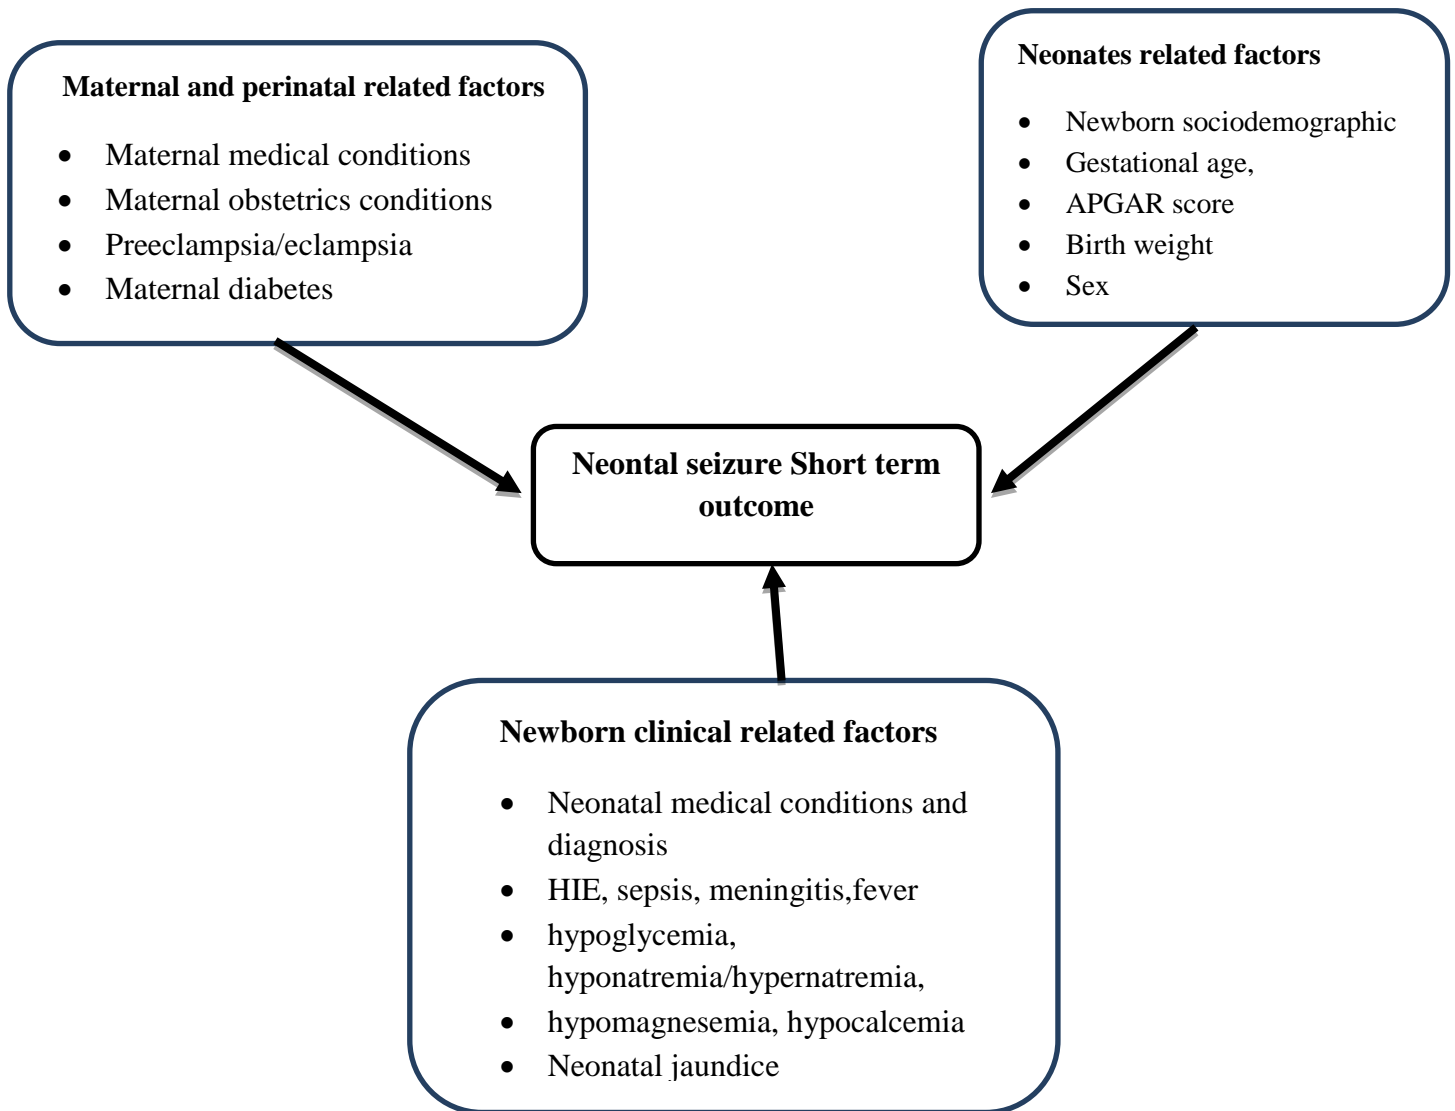 Maternal and perinatal related factors
• Maternal medical conditions
• Maternal obstetrics conditions
• Preeclampsia/eclampsia
• Maternal diabetes
Neonates related factors
• Newborn sociodemographic
• Gestational age,
• APGAR score
• Birth weight
• Sex
Neontal seizure Short term
outcome
Newborn clinical related factors
• Neonatal medical conditions and
diagnosis
• HIE, sepsis, meningitis,fever
• hypoglycemia,
hyponatremia/hypernatremia,
• hypomagnesemia, hypocalcemia
• Neonatal jaundice